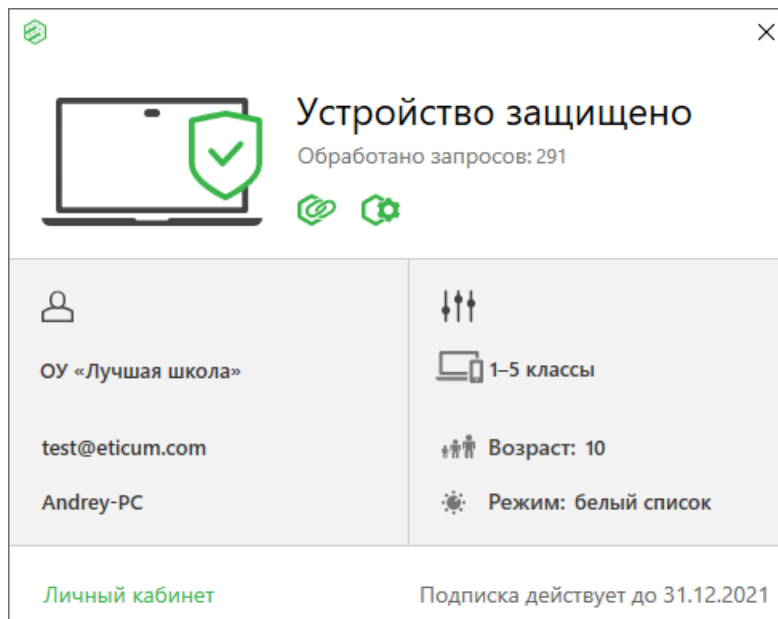 Устройство защищено
Обработано запросов: 291
ОУ «Лучшая школа»
test@eticum.com
Andrey-PC
1–5 классы
Возраст: 10
Режим: белый список
Личный кабинет
Подписка действует до 31.12.2021